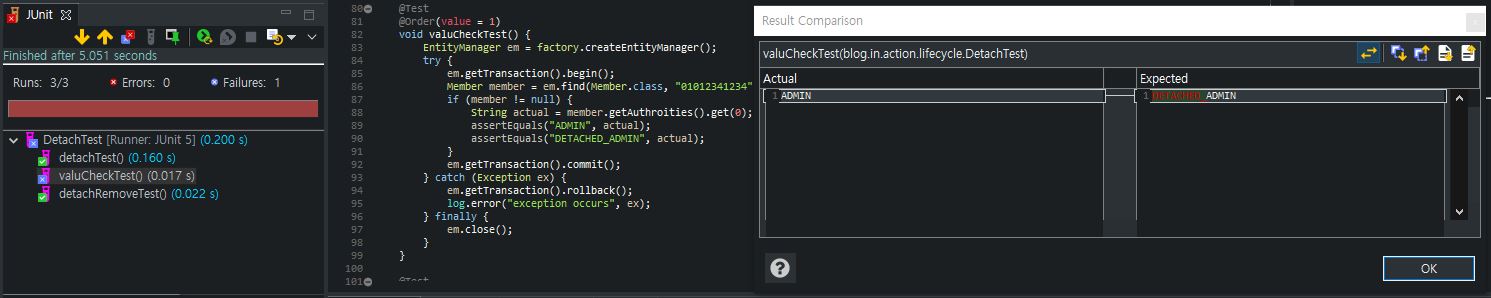 JUnit
Finished after 5.051 seconds
Runs: 3/3
Errors: 0
Failures: 1
DetachTest [Runner: JUnit 5] (0.200 s)
detachTest() (0.160 s)
valuCheckTest() (0.017 s)
detachRemoveTest() (0.022 s)
80 @Test
81 @Order(value = 1)
82 void valuCheckTest() {
83 EntityManager em = factory.createEntityManager();
84 try {
85 em.getTransaction().begin();
86 Member member = em.find(Member.class, "01012341234"
87 if (member != null) {
88 String actual = member.getAuthroities().get(0);
89 assertEquals("ADMIN", actual);
90 assertEquals("DETACHED_ADMIN", actual);
91 }
92 em.getTransaction().commit();
93 } catch (Exception ex) {
94 em.getTransaction().rollback();
95 log.error("exception occurs", ex);
96 } finally {
97 em.close();
98 }
99 }
100
101 @Test
Result Comparison
valuCheckTest(blog.in.action.lifecycle.DetachTest)
Actual
Expected
1 ADMIN
1 DETACHED_ADMIN
OK